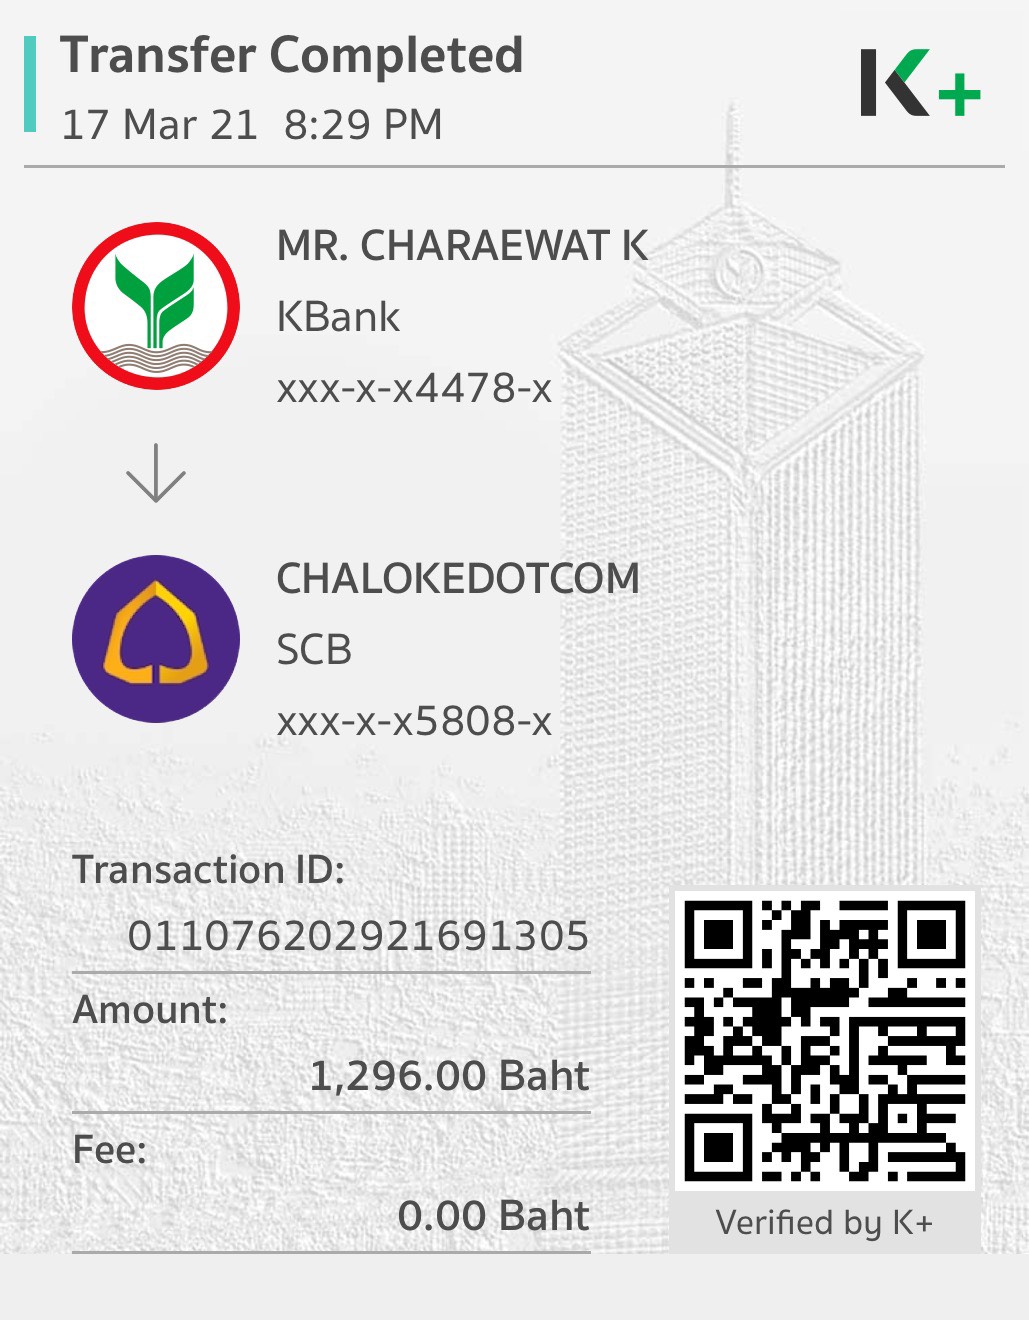 Transfer Completed
17 Mar 21 8:29 PM
K+
MR. CHARAEWAT K
KBank
xxx-x-x4478-x
CHALOKEDOTCOM
SCB
xxx-x-x5808-x
Transaction ID:
011076202921691305
Amount:
1,296.00 Baht
Fee:
0.00 Baht
Verified by K+